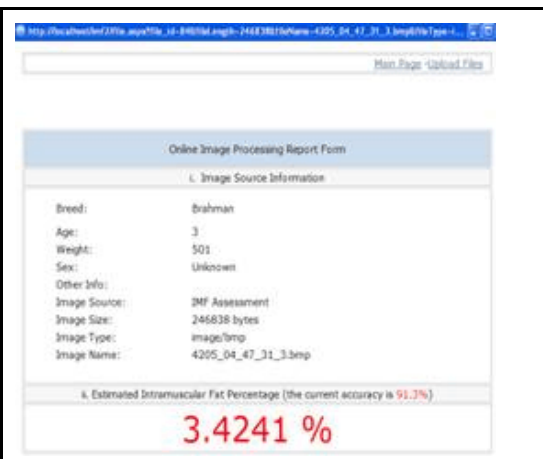 Main Page Upload Files
Online Image Processing Report Form
i. Image Source Information
Breed: Brahman
Age: 3
Weight: 501
Sex: Unknown
Other Info:
Image Source: IMF Assessment
Image Size: 246838 bytes
Image Type: image/bmp
Image Name: 4205_04_47_31_3.bmp
ii. Estimated Intramuscular Fat Percentage (the current accuracy is 91.3%)
3.4241 %